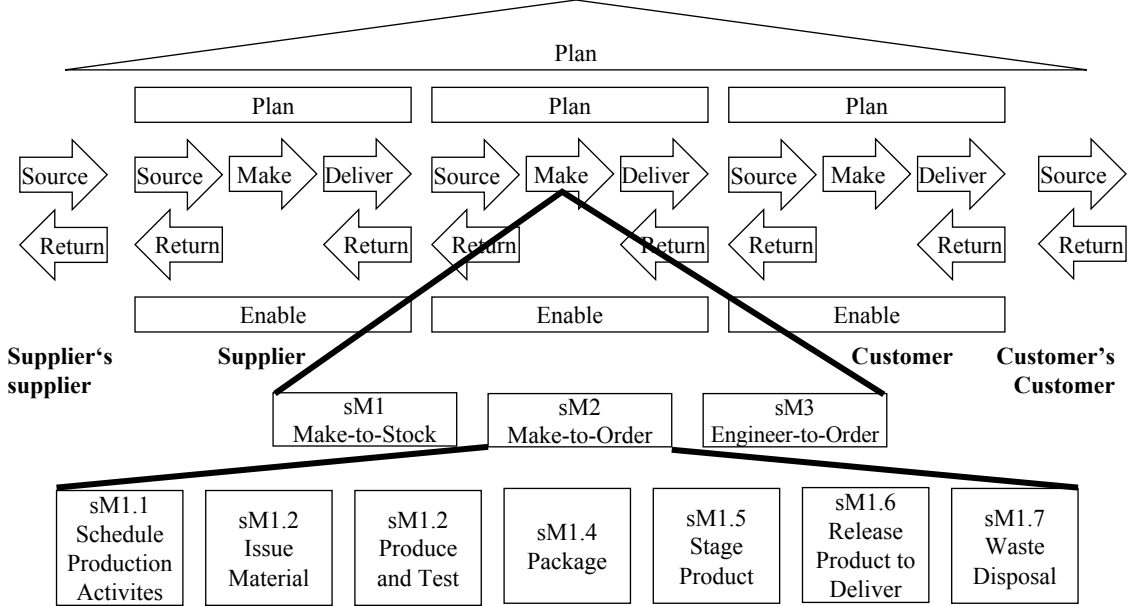 Plan
Plan Plan Plan
Source Source Make Deliver Source Make Deliver Source Make Deliver Source
Return Return Return Return Return Return Return Return
Enable Enable Enable
Supplier‘s
supplier
Supplier
Customer
Customer’s
Customer
sM1
Make-to-Stock
sM2
Make-to-Order
sM3
Engineer-to-Order
sM1.1
Schedule
Production
Activites
sM1.2
Issue
Material
sM1.2
Produce
and Test
sM1.4
Package
sM1.5
Stage
Product
sM1.6
Release
Product to
Deliver
sM1.7
Waste
Disposal